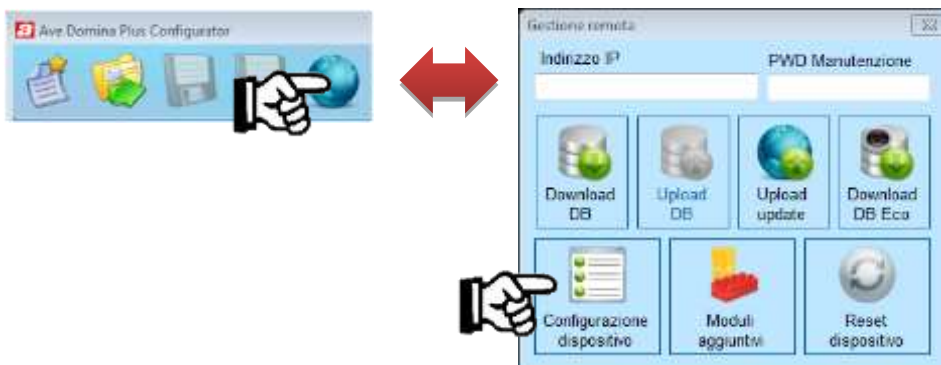 Ave Domina Plus Configurator
Gestione remota
Indirizzo IP
PWD Manutenzione
Download DB
Upload DB
Upload update
Download DB Eco
Configurazione dispositivo
Moduli aggiuntivi
Reset dispositivo